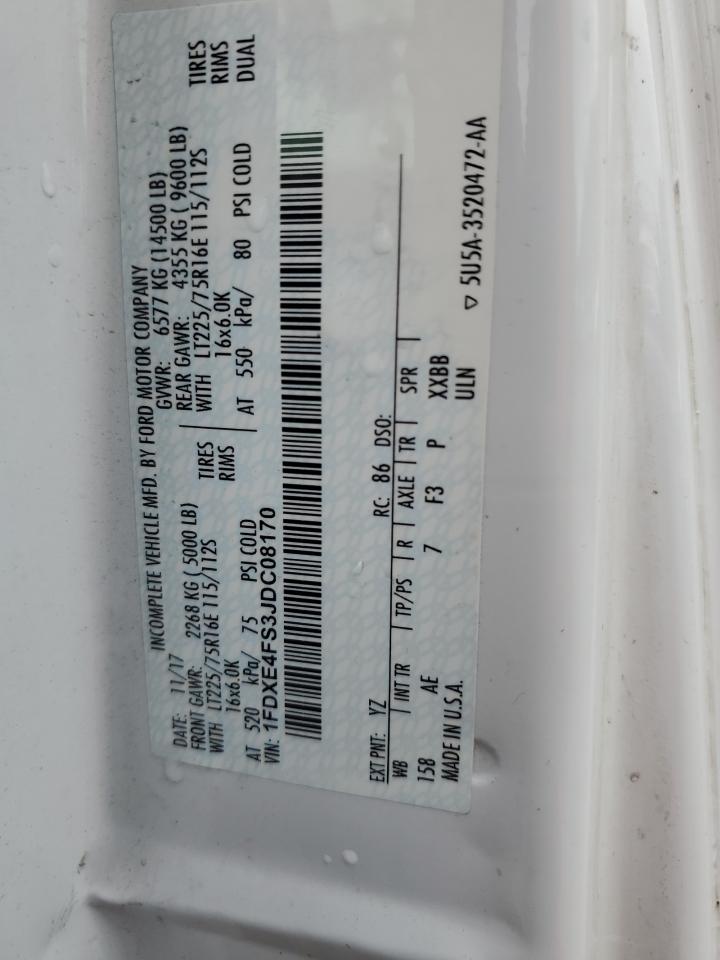 INCOMPLETE VEHICLE MFD. BY FORD MOTOR COMPANY
DATE: 11/17 GVWR: 6577 KG (14500 LB)
FRONT GAWR: 2268 KG ( 5000 LB) REAR GAWR: 4355 KG ( 9600 LB)
WITH LT225/75R16E 115/112S TIRES WITH LT225/75R16E 115/112S TIRES
16x6.0K RIMS 16x6.0K RIMS
AT 520 kPa/ 75 PSI COLD AT 550 kPa/ 80 PSI COLD DUAL
VIN: 1FDXE4FS3JDC08170
EXT PNT: YZ RC: 86 DSO:
WB INT TR TP/PS R AXLE TR SPR
158 AE 7 F3 P XXBB
MADE IN U.S.A. ULN
▽ 5U5A-3520472-AA